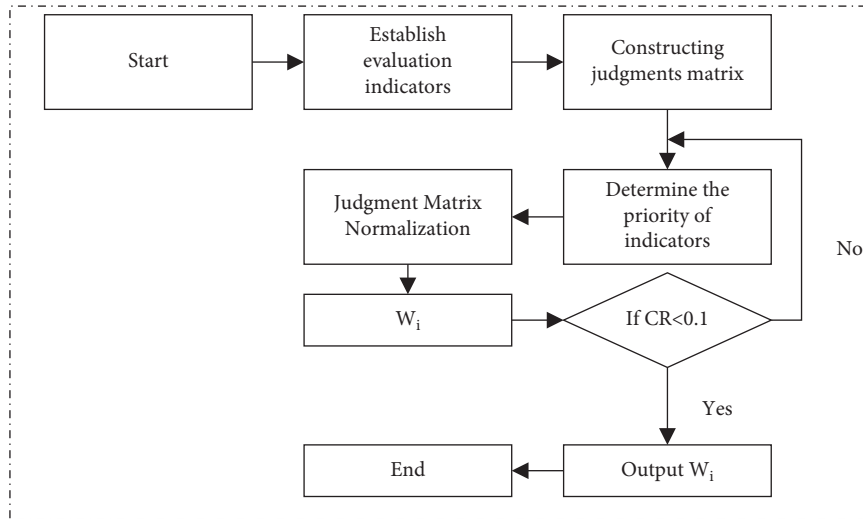 Start
Establish
evaluation
indicators
Constructing
judgments matrix
Judgment Matrix
Normalization
Determine the
priority of
indicators
No
Wi
If CR<0.1
Yes
End
Output Wi